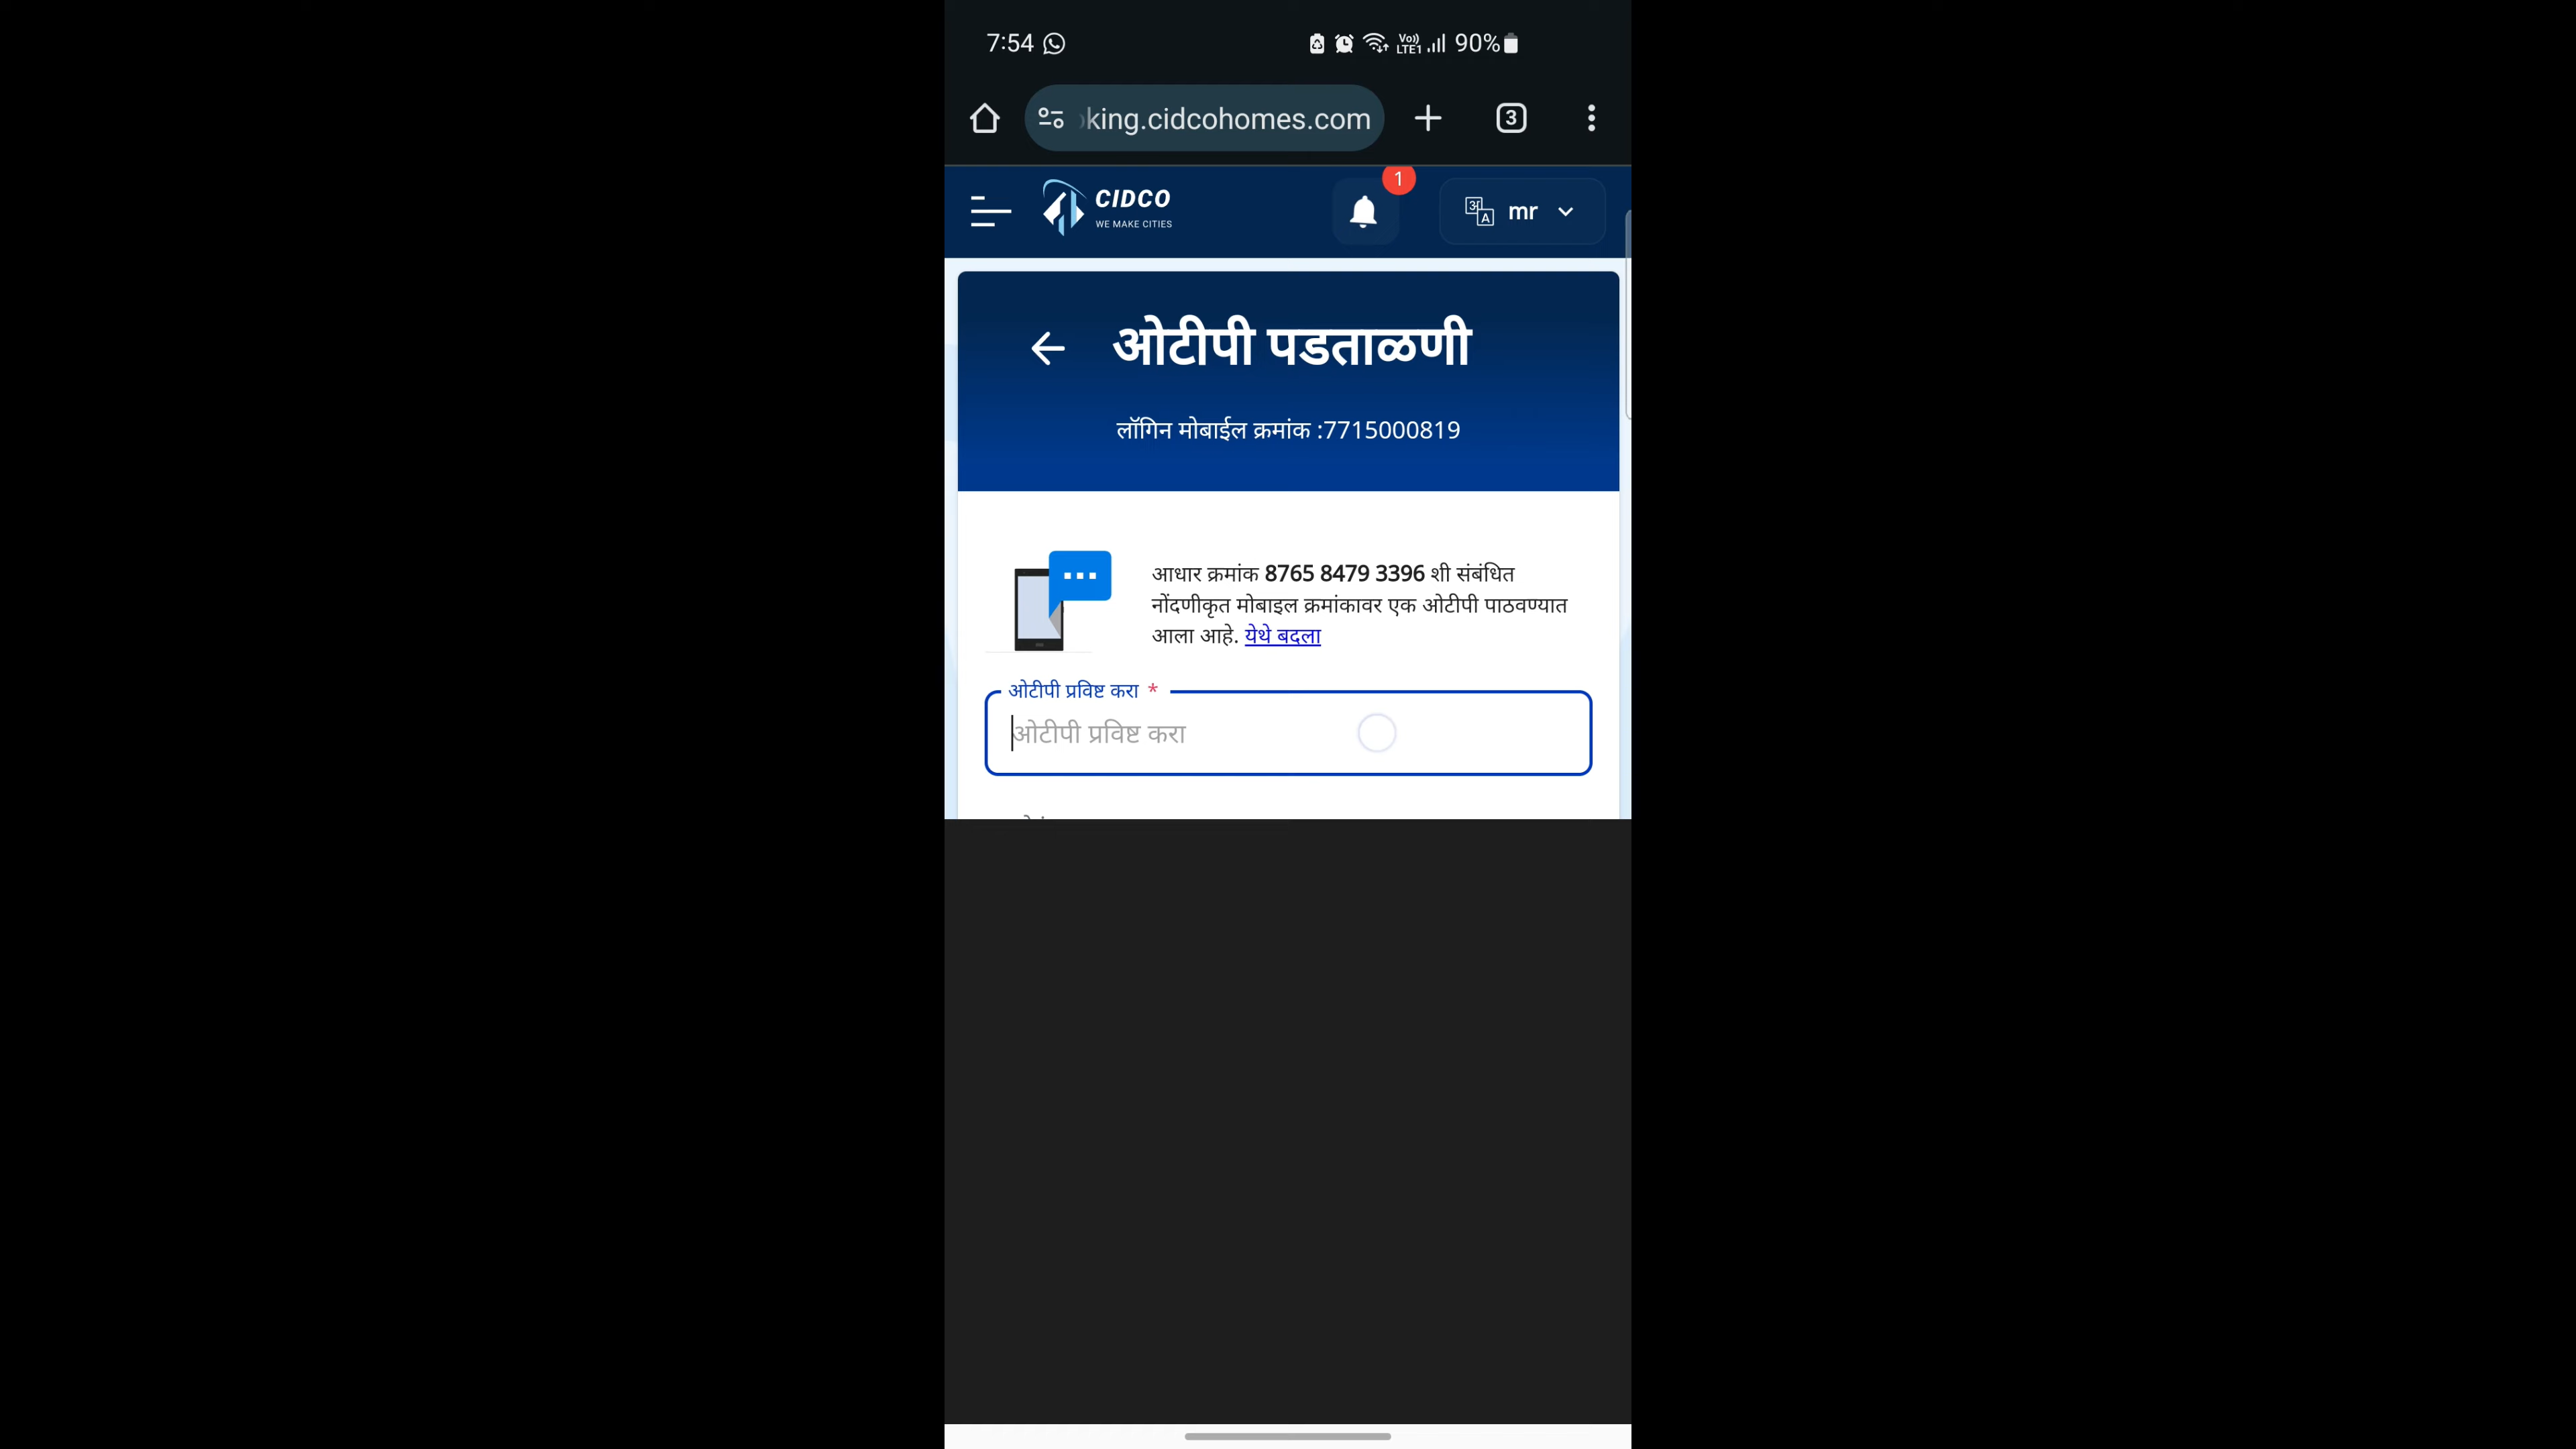 7:54
Vo))
LTE1
90%
king.cidcohomes.com
3
CIDCO
WE MAKE CITIES
1
अ
A
mr
ओटीपी पडताळणी
लॉगिन मोबाईल क्रमांक :7715000819
आधार क्रमांक 8765 8479 3396 शी संबंधित
नोंदणीकृत मोबाइल क्रमांकावर एक ओटीपी पाठवण्यात
आला आहे. येथे बदला
ओटीपी प्रविष्ट करा *
ओटीपी प्रविष्ट करा